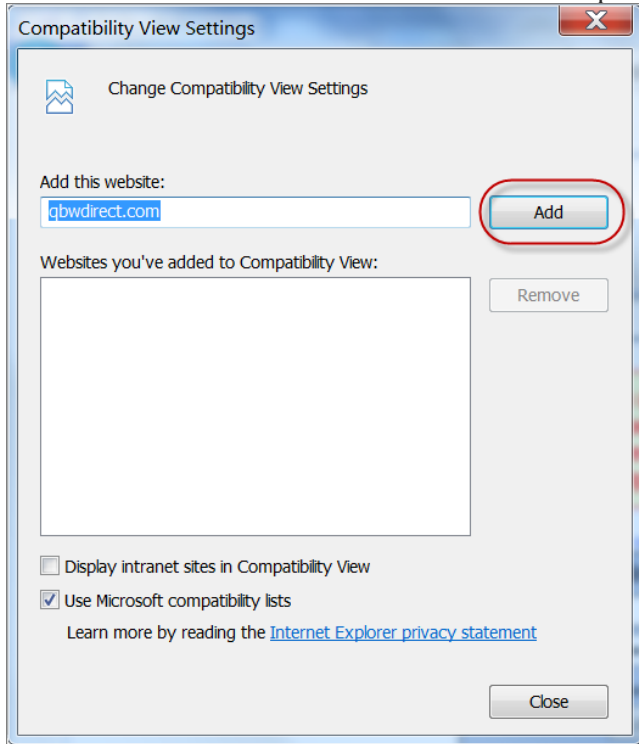 Compatibility View Settings
Change Compatibility View Settings
Add this website:
qbwdirect.com
Add
Websites you've added to Compatibility View:
Remove
Display intranet sites in Compatibility View
Use Microsoft compatibility lists
Learn more by reading the Internet Explorer privacy statement
Close